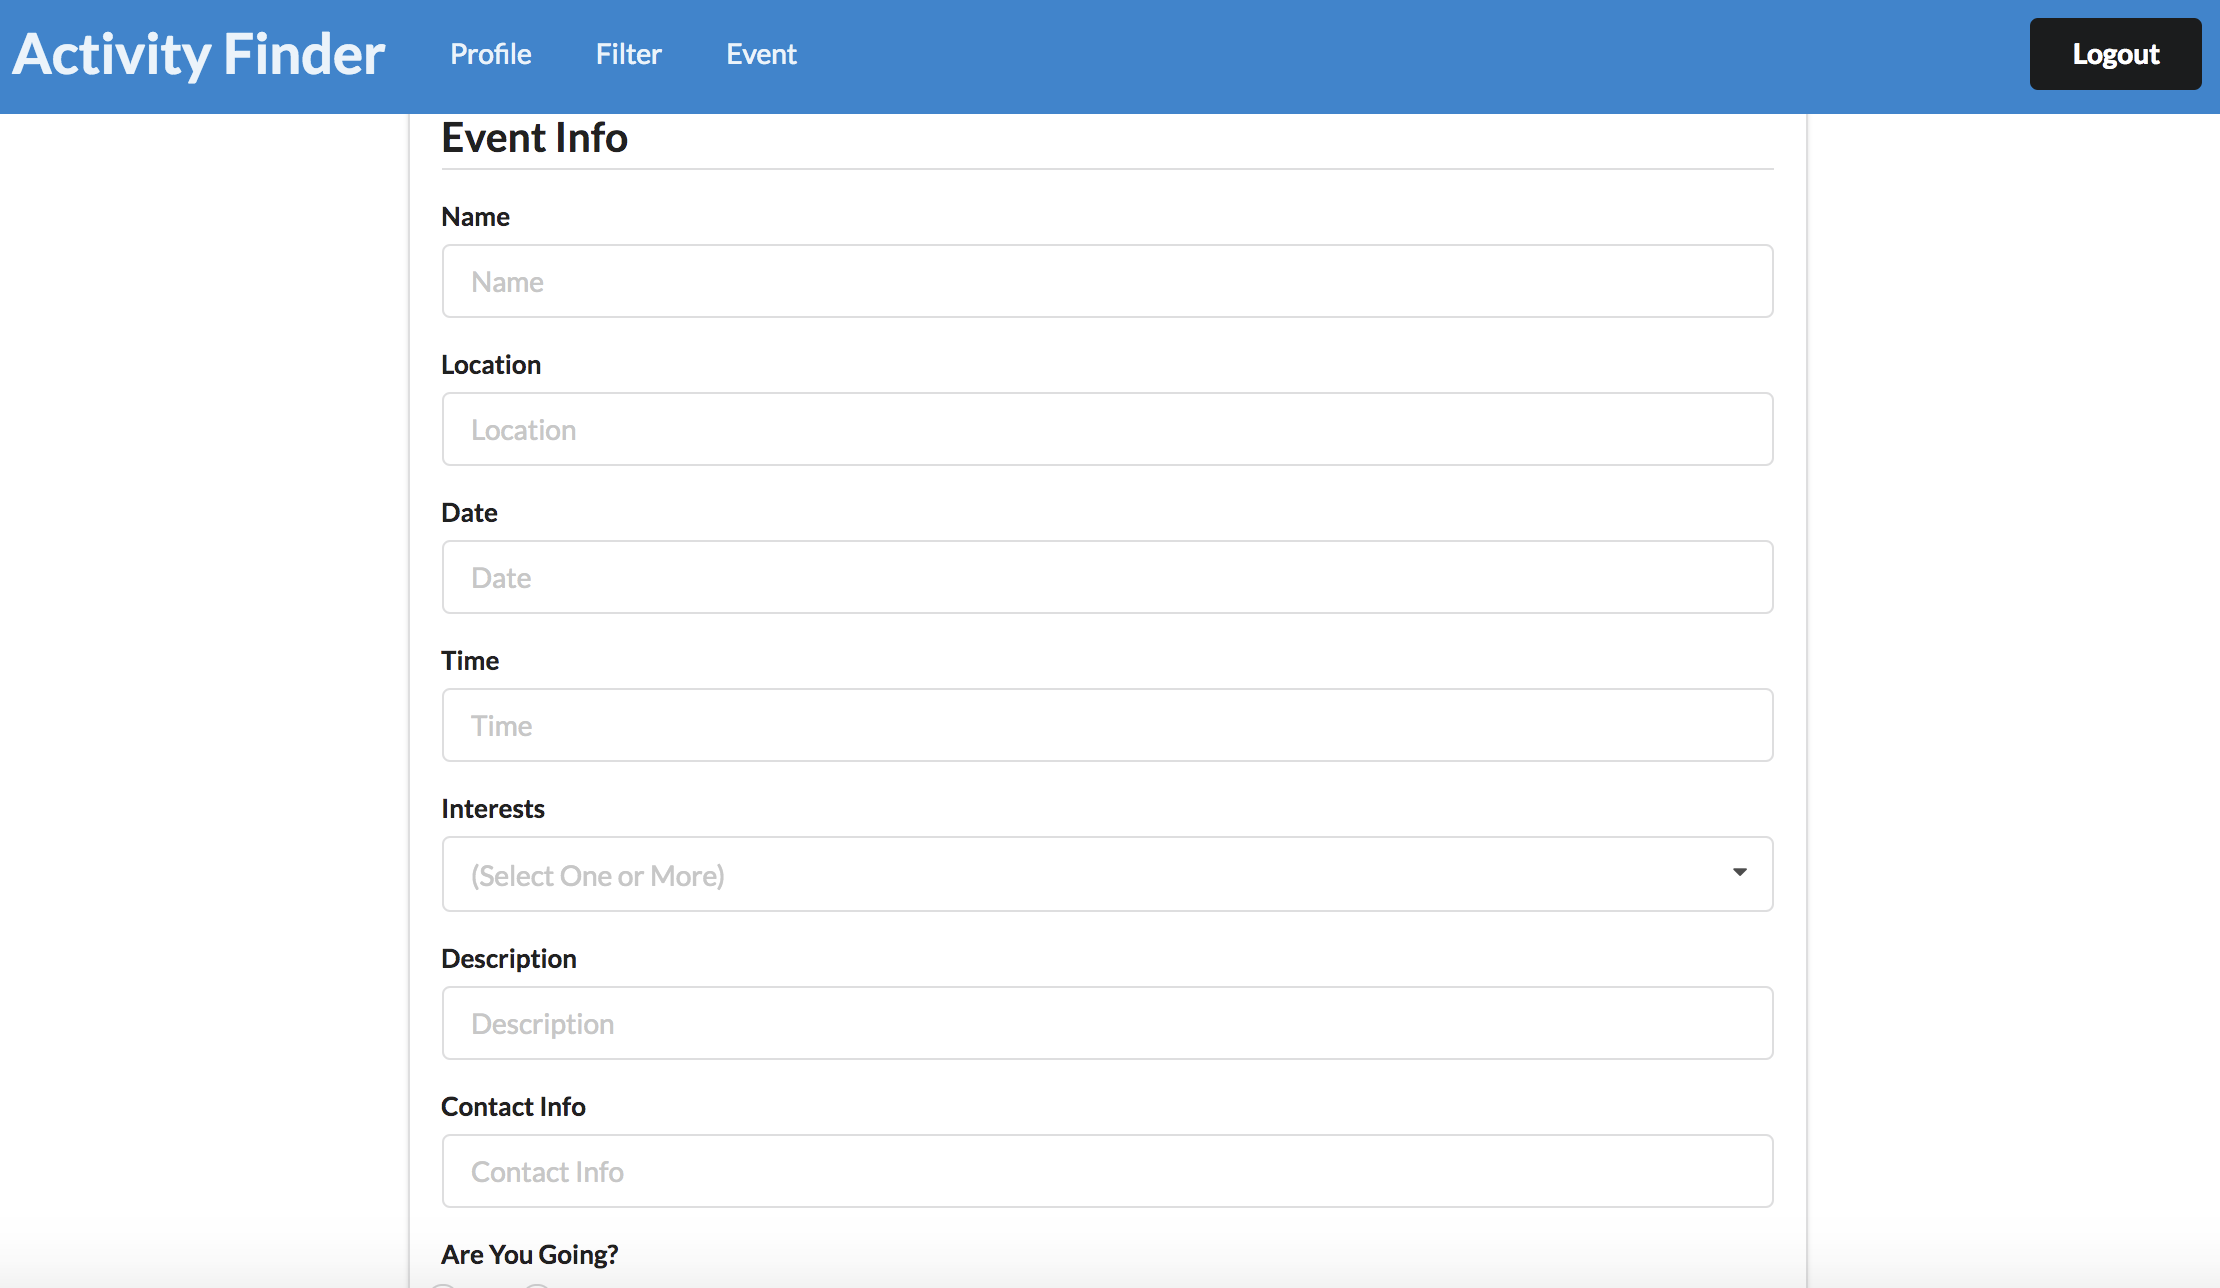 Activity Finder Profile Filter Event Logout
Event Info
Name
Name
Location
Location
Date
Date
Time
Time
Interests
(Select One or More)
Description
Description
Contact Info
Contact Info
Are You Going?